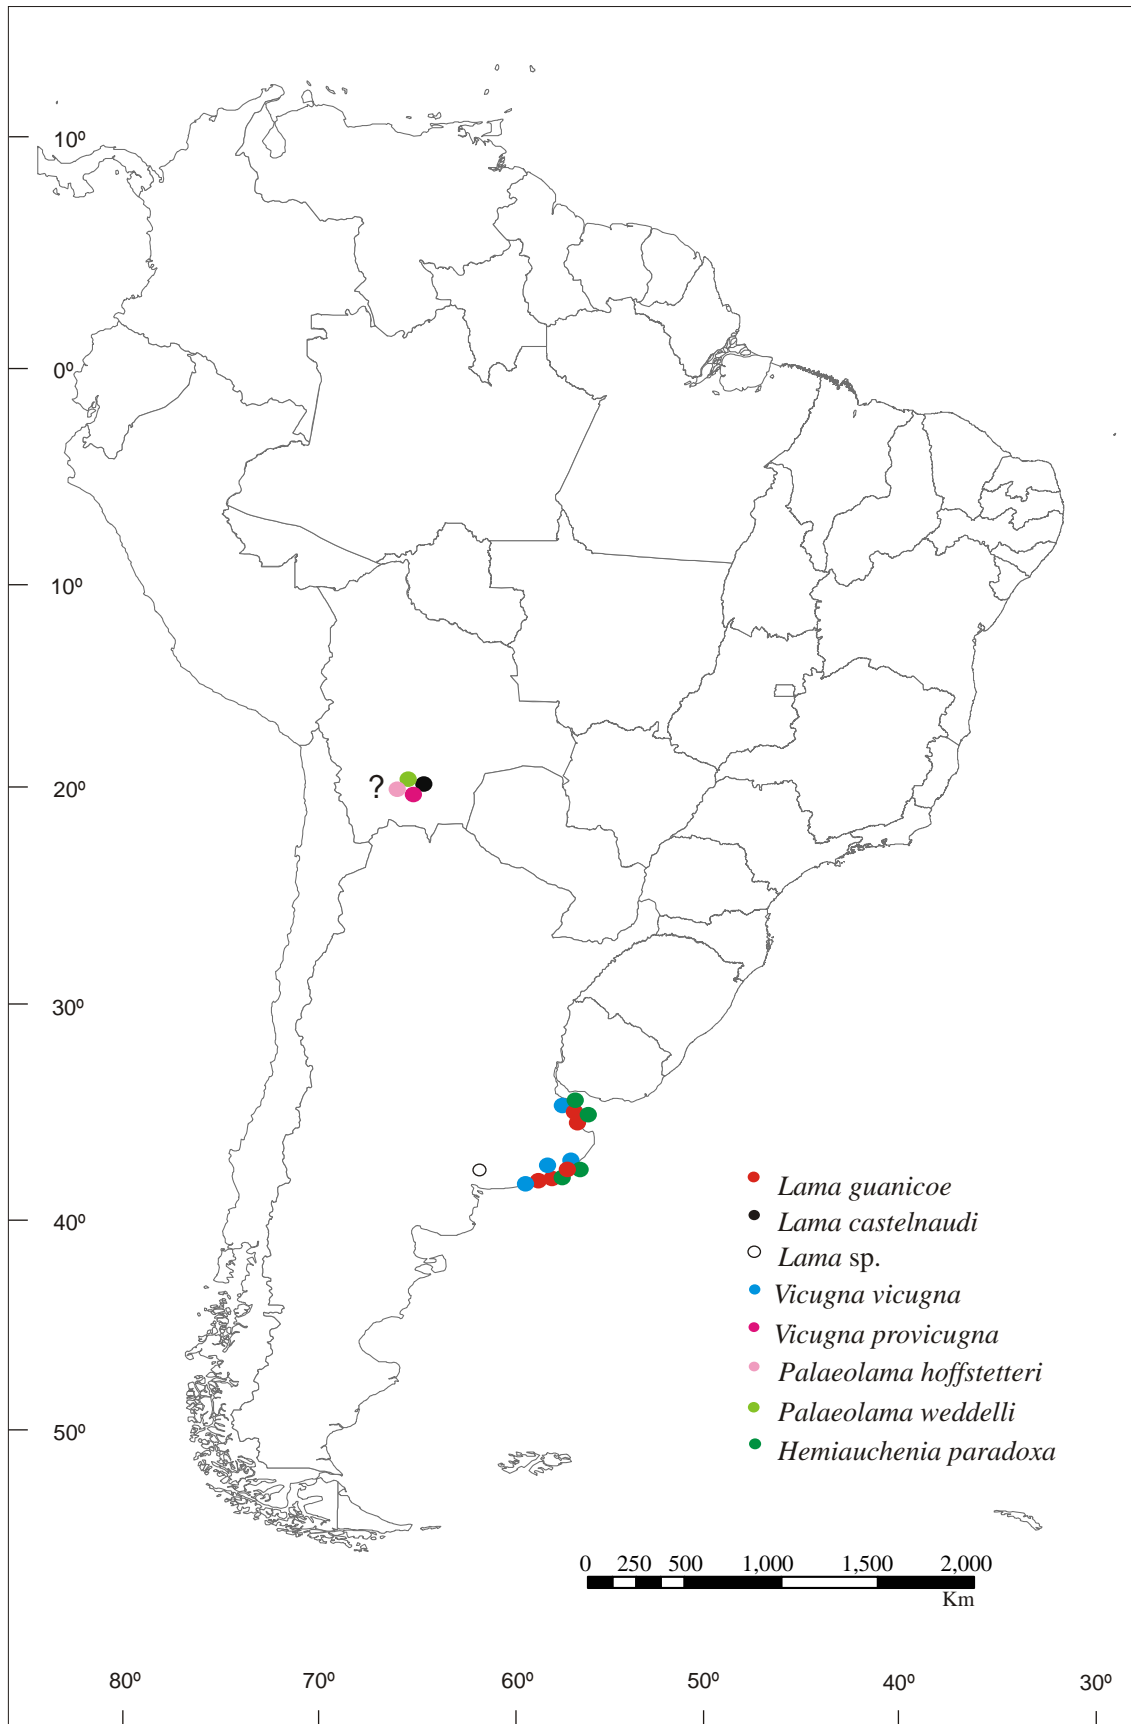 10º
0º
10º
?
20º
30º
40º
50º
Lama guanicoe
Lama castelnaudi
Lama sp.
Vicugna vicugna
Vicugna provicugna
Palaeolama hoffstetteri
Palaeolama weddelli
Hemiauchenia paradoxa
0 250 500 1,000 1,500 2,000
Km
80º 70º 60º 50º 40º 30º